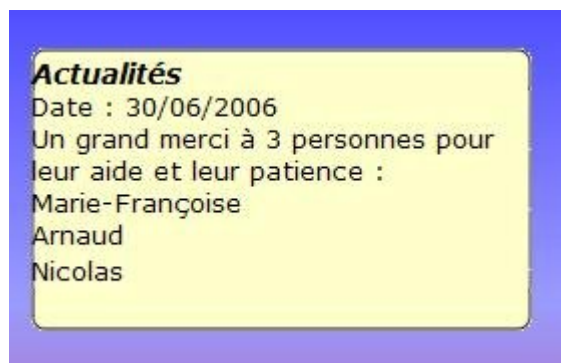 Actualités
Date : 30/06/2006
Un grand merci à 3 personnes pour
leur aide et leur patience :
Marie-Françoise
Arnaud
Nicolas